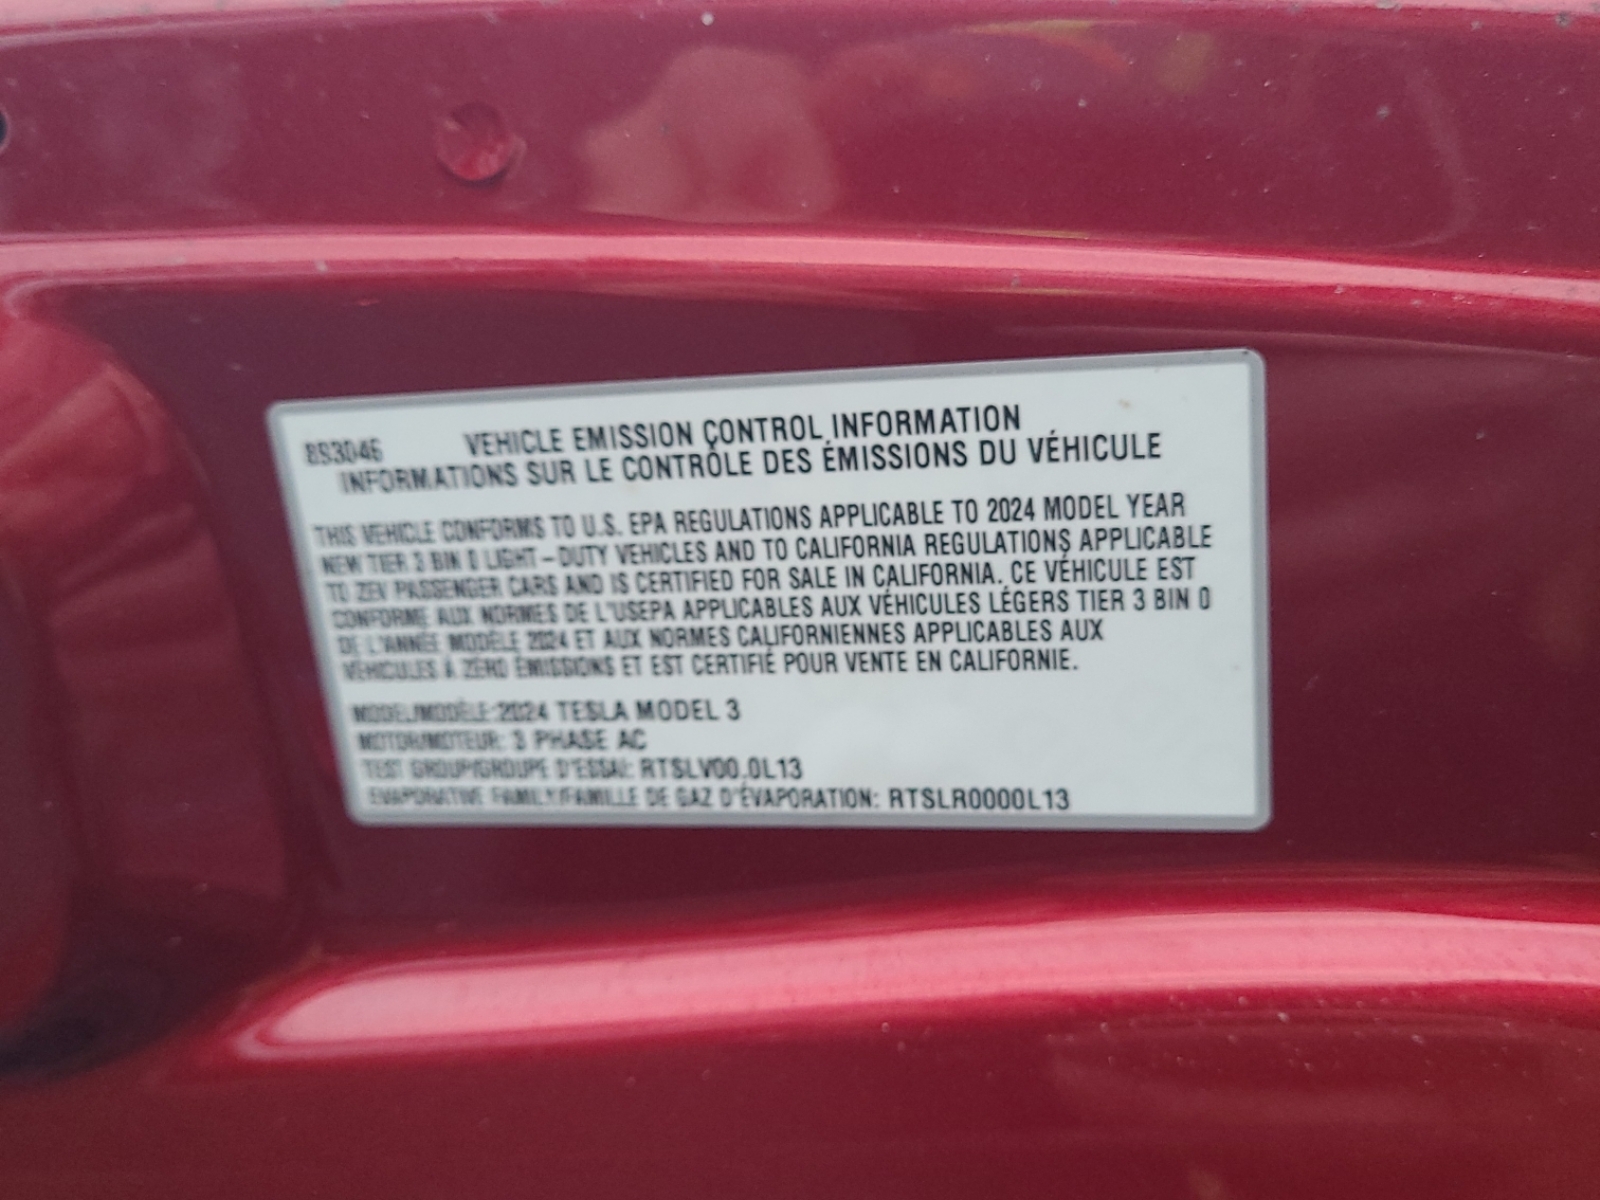 893046 VEHICLE EMISSION CONTROL INFORMATION
INFORMATIONS SUR LE CONTRÔLE DES ÉMISSIONS DU VÉHICULE
THIS VEHICLE CONFORMS TO U.S. EPA REGULATIONS APPLICABLE TO 2024 MODEL YEAR
NEW TIER 3 BIN 0 LIGHT-DUTY VEHICLES AND TO CALIFORNIA REGULATIONS APPLICABLE
TO ZEV PASSENGER CARS AND IS CERTIFIED FOR SALE IN CALIFORNIA. CE VÉHICULE EST
CONFORME AUX NORMES DE L'USEPA APPLICABLES AUX VÉHICULES LÉGERS TIER 3 BIN 0
DE L'ANNÉE MODÈLE 2024 ET AUX NORMES CALIFORNIENNES APPLICABLES AUX
VÉHICULES À ZÉRO ÉMISSIONS ET EST CERTIFIÉ POUR VENTE EN CALIFORNIE.
MODEL/MODÈLE:2024 TESLA MODEL 3
MOTOR/MOTEUR: 3 PHASE AC
TEST GROUP/GROUPE D'ESSAI: RTSLV00.0L13
EVAPORATIVE FAMILY/FAMILLE DE GAZ D'ÉVAPORATION: RTSLR0000L13